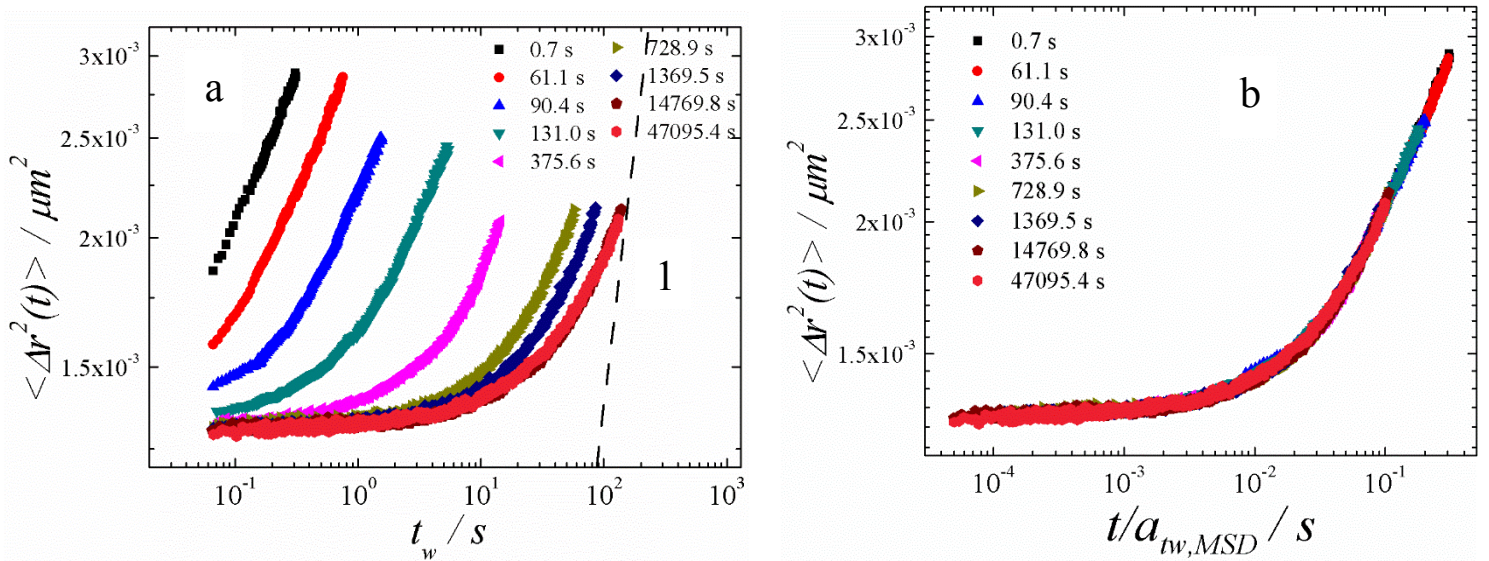 a
<Δr²(t)> / μm²
3x10⁻³
2.5x10⁻³
2x10⁻³
1.5x10⁻³
0.7 s
61.1 s
90.4 s
131.0 s
375.6 s
728.9 s
1369.5 s
14769.8 s
47095.4 s
1
10⁻¹
10⁰
10¹
10²
10³
t_w / s
b
<Δr²(t)> / μm²
3x10⁻³
2.5x10⁻³
2x10⁻³
1.5x10⁻³
0.7 s
61.1 s
90.4 s
131.0 s
375.6 s
728.9 s
1369.5 s
14769.8 s
47095.4 s
10⁻⁴
10⁻³
10⁻²
10⁻¹
t/a_tw,MSD / s